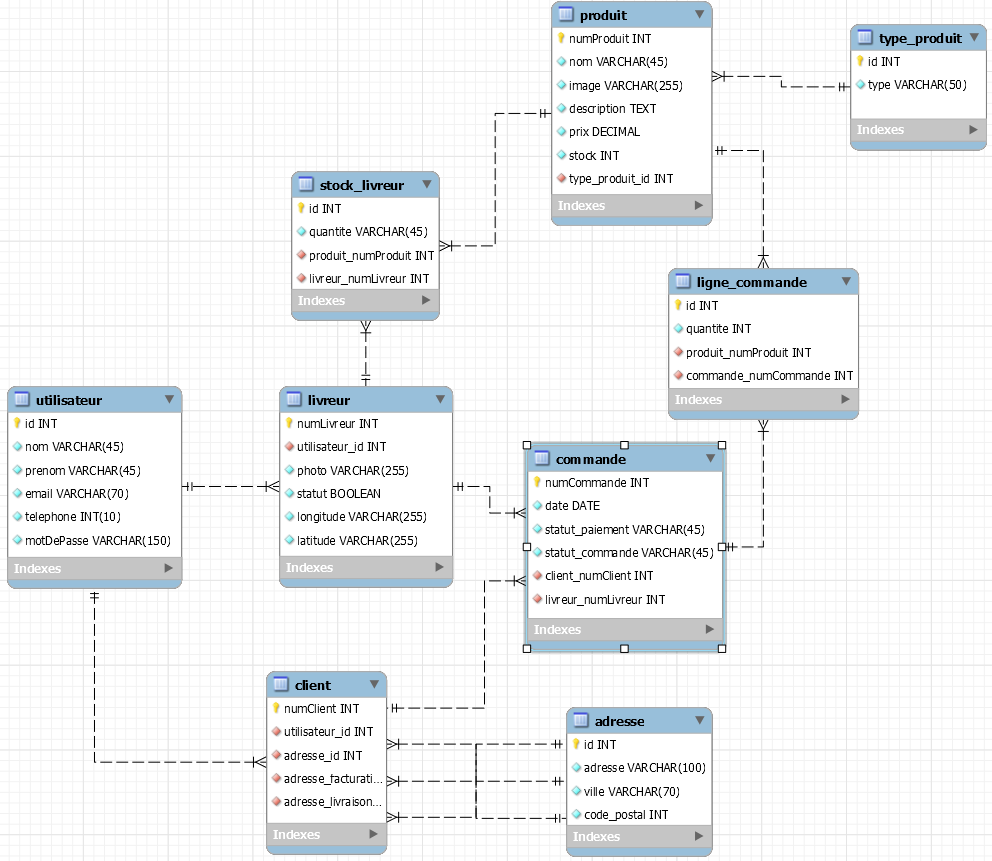 produit
numProduit INT
nom VARCHAR(45)
image VARCHAR(255)
description TEXT
prix DECIMAL
stock INT
type_produit_id INT
Indexes
type_produit
id INT
type VARCHAR(50)
Indexes
stock_livreur
id INT
quantite VARCHAR(45)
produit_numProduit INT
livreur_numLivreur INT
Indexes
ligne_commande
id INT
quantite INT
produit_numProduit INT
commande_numCommande INT
Indexes
utilisateur
id INT
nom VARCHAR(45)
prenom VARCHAR(45)
email VARCHAR(70)
telephone INT(10)
motDePasse VARCHAR(150)
Indexes
livreur
numLivreur INT
utilisateur_id INT
photo VARCHAR(255)
statut BOOLEAN
longitude VARCHAR(255)
latitude VARCHAR(255)
Indexes
commande
numCommande INT
date DATE
statut_paiement VARCHAR(45)
statut_commande VARCHAR(45)
client_numClient INT
livreur_numLivreur INT
Indexes
client
numClient INT
utilisateur_id INT
adresse_id INT
adresse_facturati...
adresse_livraison...
Indexes
adresse
id INT
adresse VARCHAR(100)
ville VARCHAR(70)
code_postal INT
Indexes